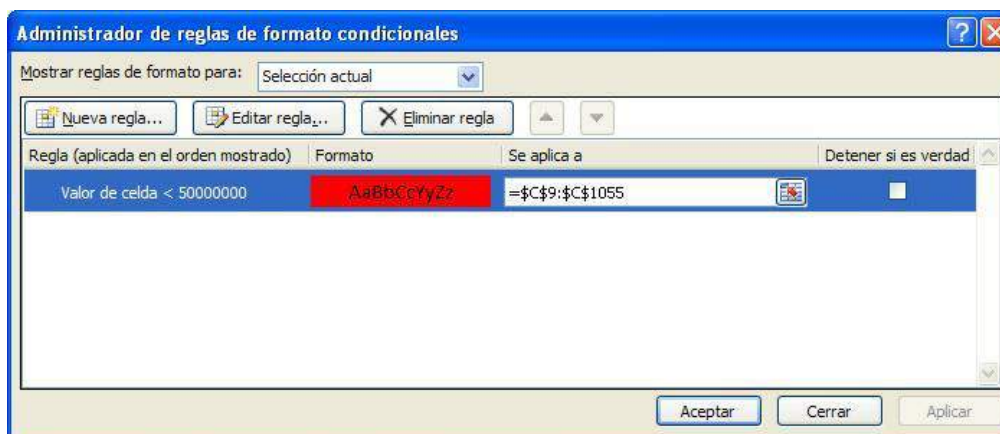 Administrador de reglas de formato condicionales
Mostrar reglas de formato para: Selección actual
Nueva regla... Editar regla... Eliminar regla
Regla (aplicada en el orden mostrado) Formato Se aplica a Detener si es verdad
Valor de celda < 50000000 AaBbCcYyZz =$C$9:$C$1055
Aceptar Cerrar Aplicar